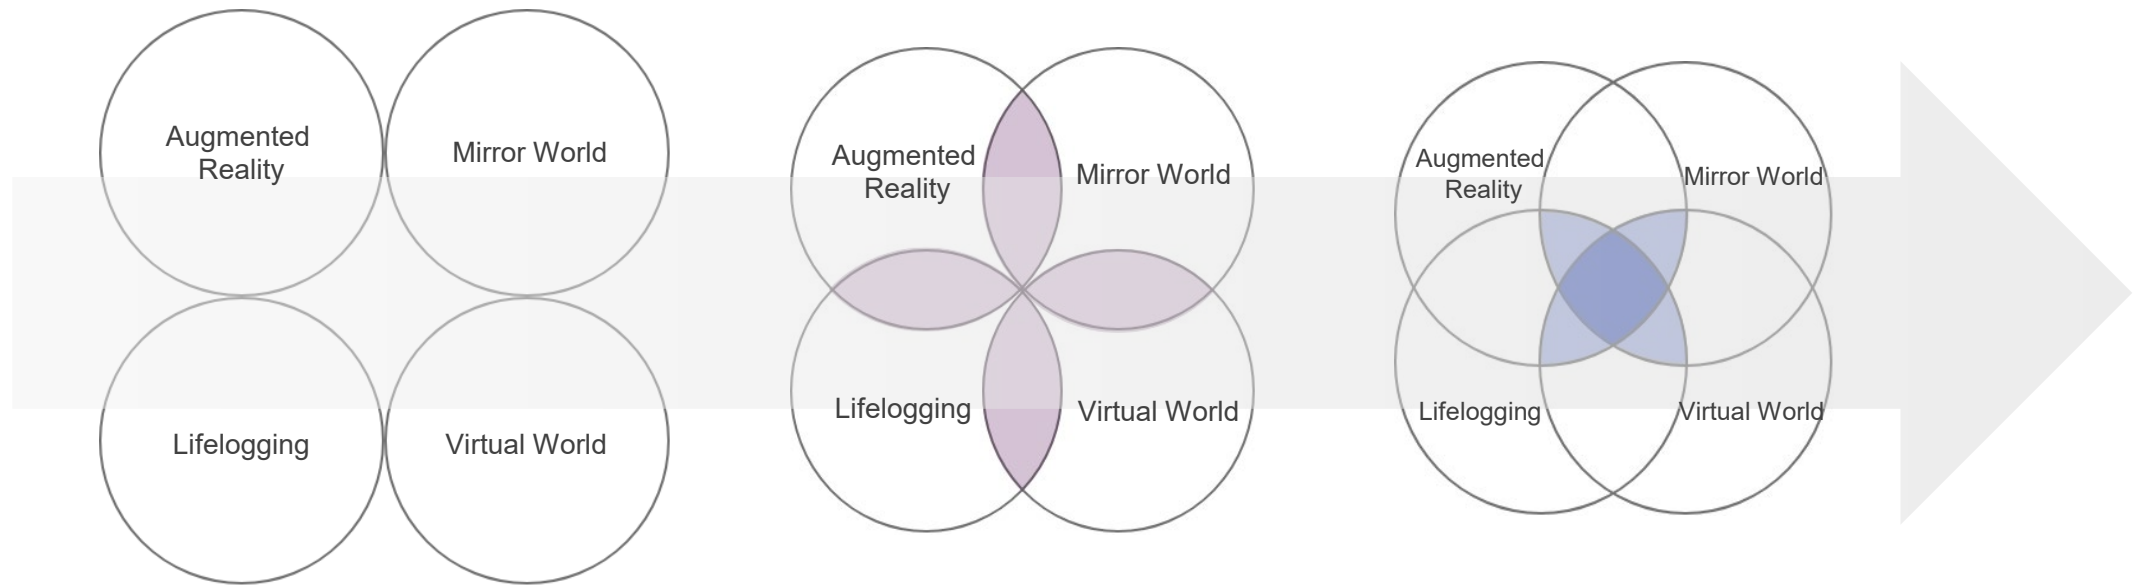 Augmented
Reality
Mirror World
Lifelogging
Virtual World
Augmented
Reality
Mirror World
Lifelogging
Virtual World
Augmented
Reality
Mirror World
Lifelogging
Virtual World